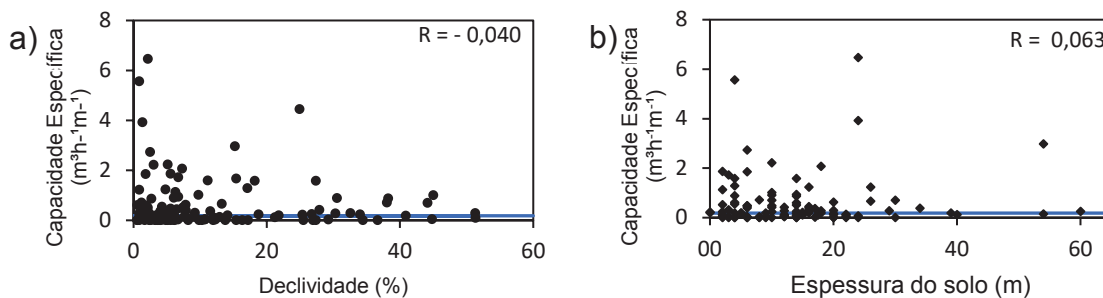 a)
Capacidade Específica
(m³h-¹m-¹)
8
6
4
2
0
R = - 0,040
0 20 40 60
Declividade (%)
b)
Capacidade Específica
(m³h-¹m-¹)
8
6
4
2
0
R = 0,063
0 20 40 60
Espessura do solo (m)